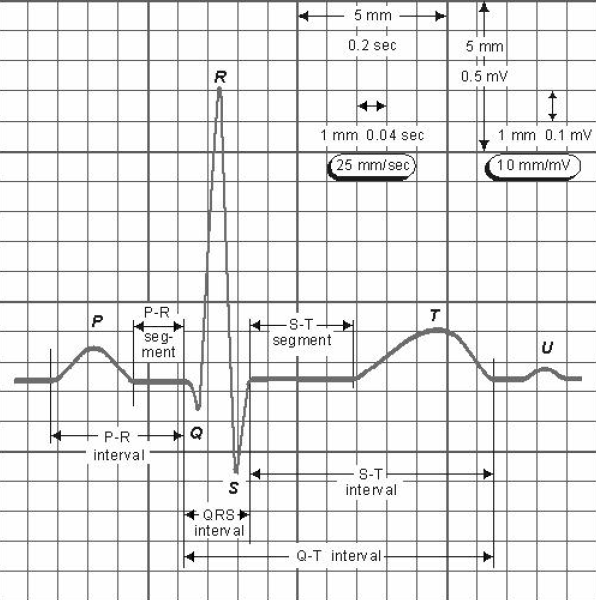 5 mm
0.2 sec
5 mm
0.5 mV
R
1 mm 0.04 sec
1 mm 0.1 mV
25 mm/sec
10 mm/mV
P
P-R
seg-
ment
S-T
segment
T
U
P-R
interval
Q
S
S-T
interval
QRS
interval
Q-T interval